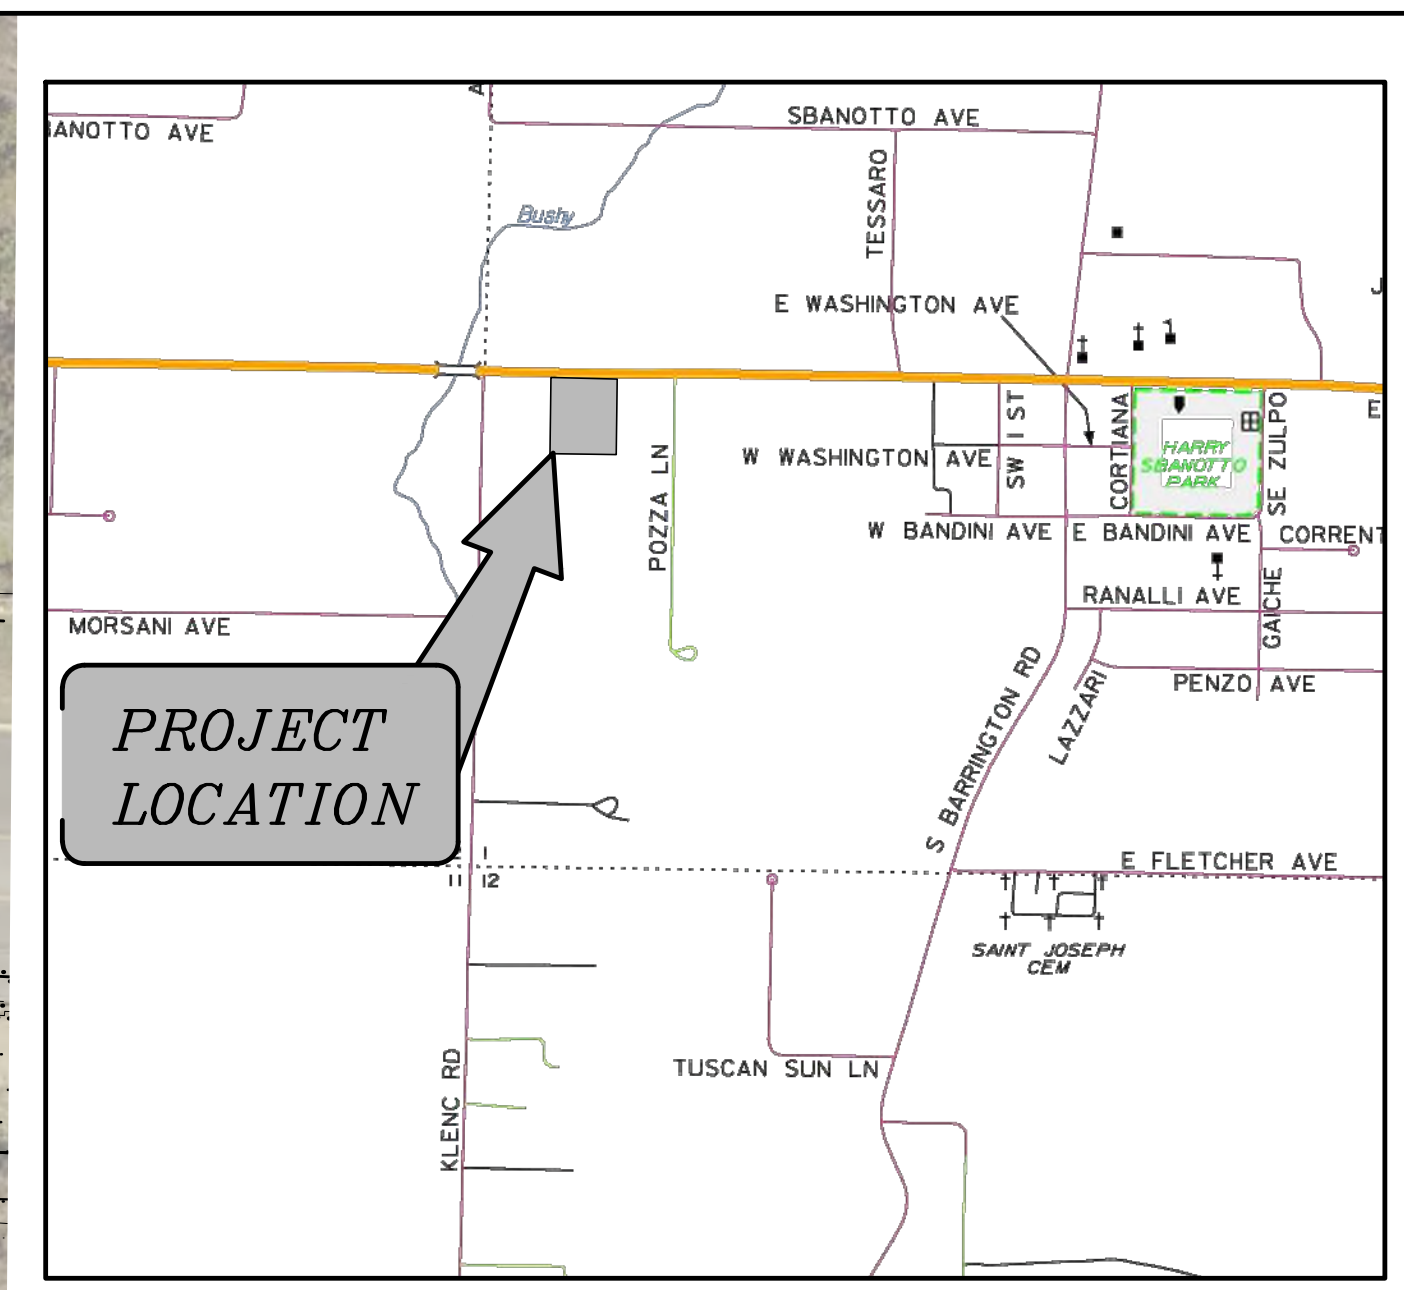 SBANOTTO AVE
ANOTTO AVE
Bushy
TESSARO
E WASHINGTON AVE
W WASHINGTON AVE
SW 1 ST
CORTIANA
HARRY
SBANOTTO
PARK
SE ZULPO
E
POZZA LN
W BANDINI AVE
E BANDINI AVE
CORRENT
MORSANI AVE
RANALLI AVE
GAICHE
PENZO AVE
LAZZARI
S BARRINGTON RD
PROJECT
LOCATION
1
11 12
E FLETCHER AVE
SAINT JOSEPH
CEM
TUSCAN SUN LN
KLENC RD